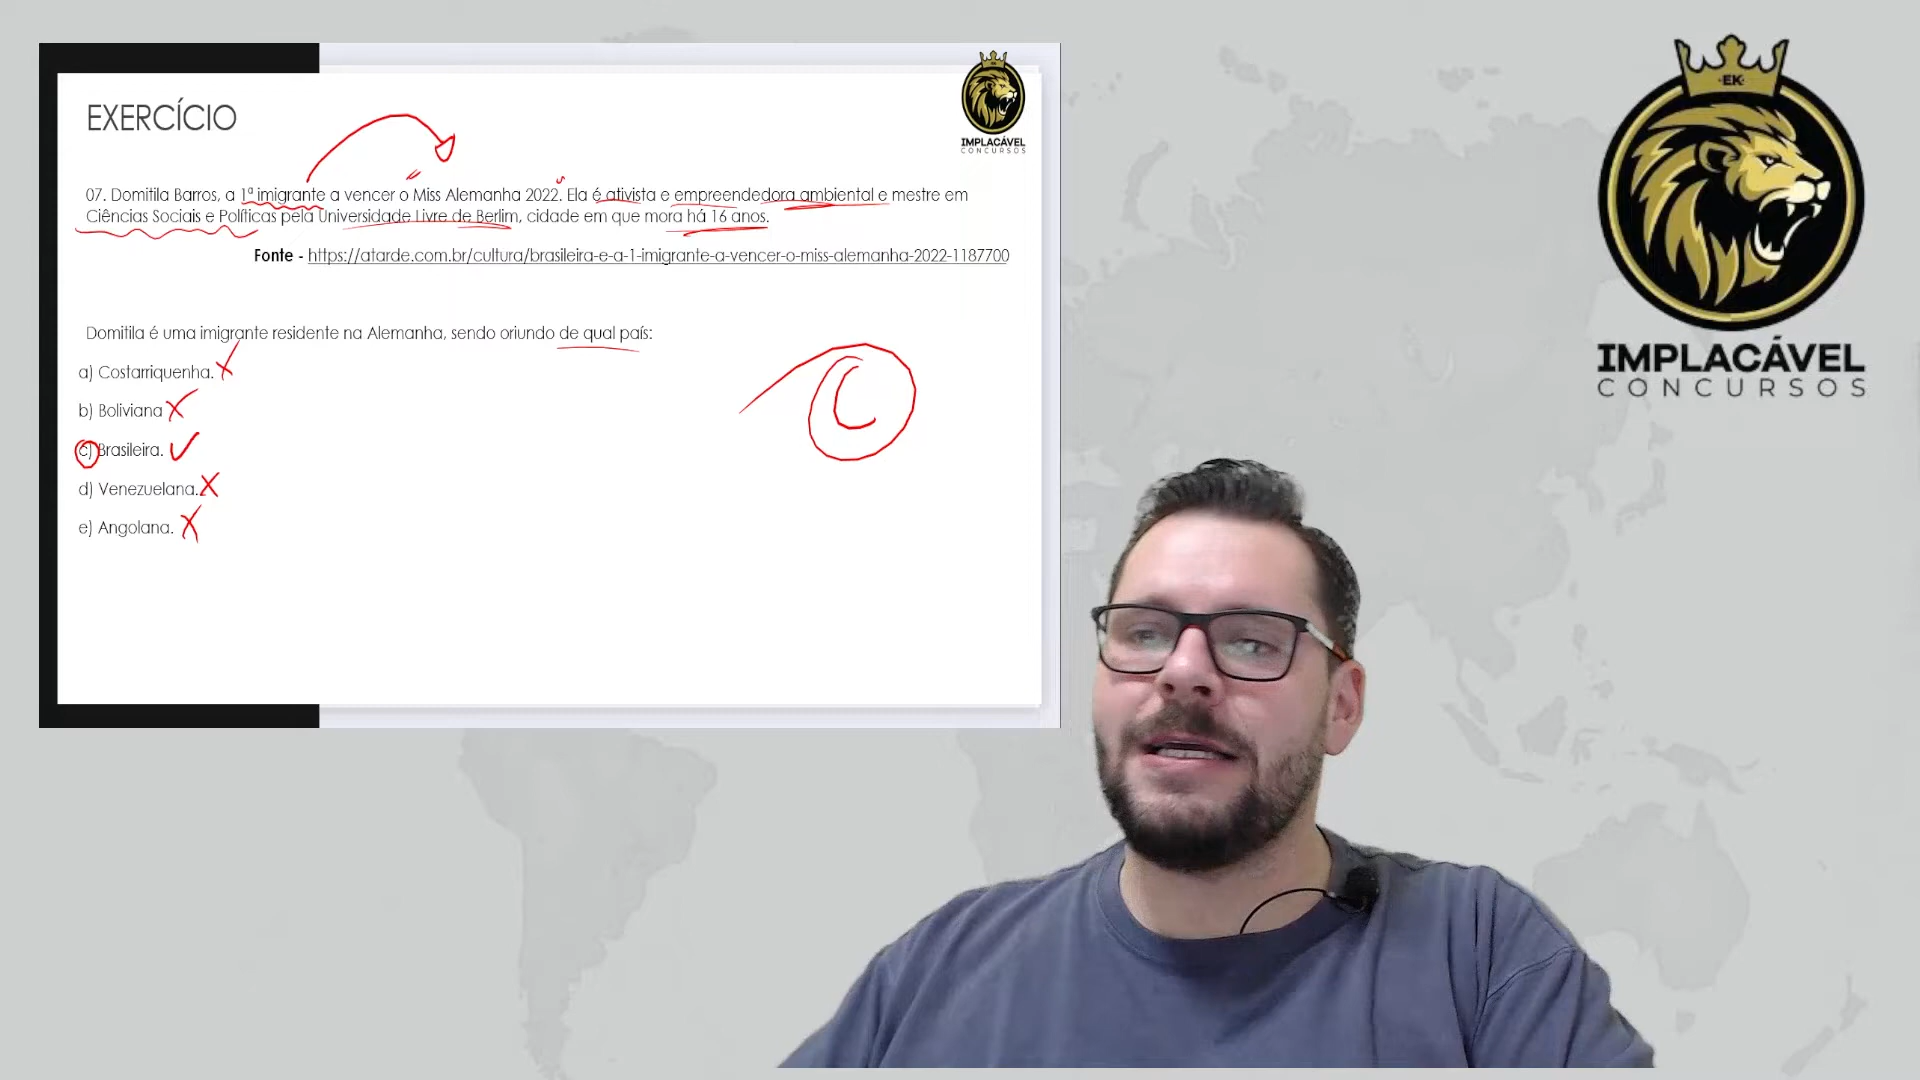 EXERCÍCIO
IMPLACÁVEL
CONCURSOS
07. Domitila Barros, a 1ª imigrante a vencer o Miss Alemanha 2022. Ela é ativista e empreendedora ambiental e mestre em
Ciências Sociais e Políticas pela Universidade Livre de Berlim, cidade em que mora há 16 anos.
Fonte - https://atarde.com.br/cultura/brasileira-e-a-1-imigrante-a-vencer-o-miss-alemanha-2022-1187700
Domitila é uma imigrante residente na Alemanha, sendo oriundo de qual país:
a) Costarriquenha.
b) Boliviana
c) Brasileira.
d) Venezuelana.
e) Angolana.
C
EK
IMPLACÁVEL
CONCURSOS